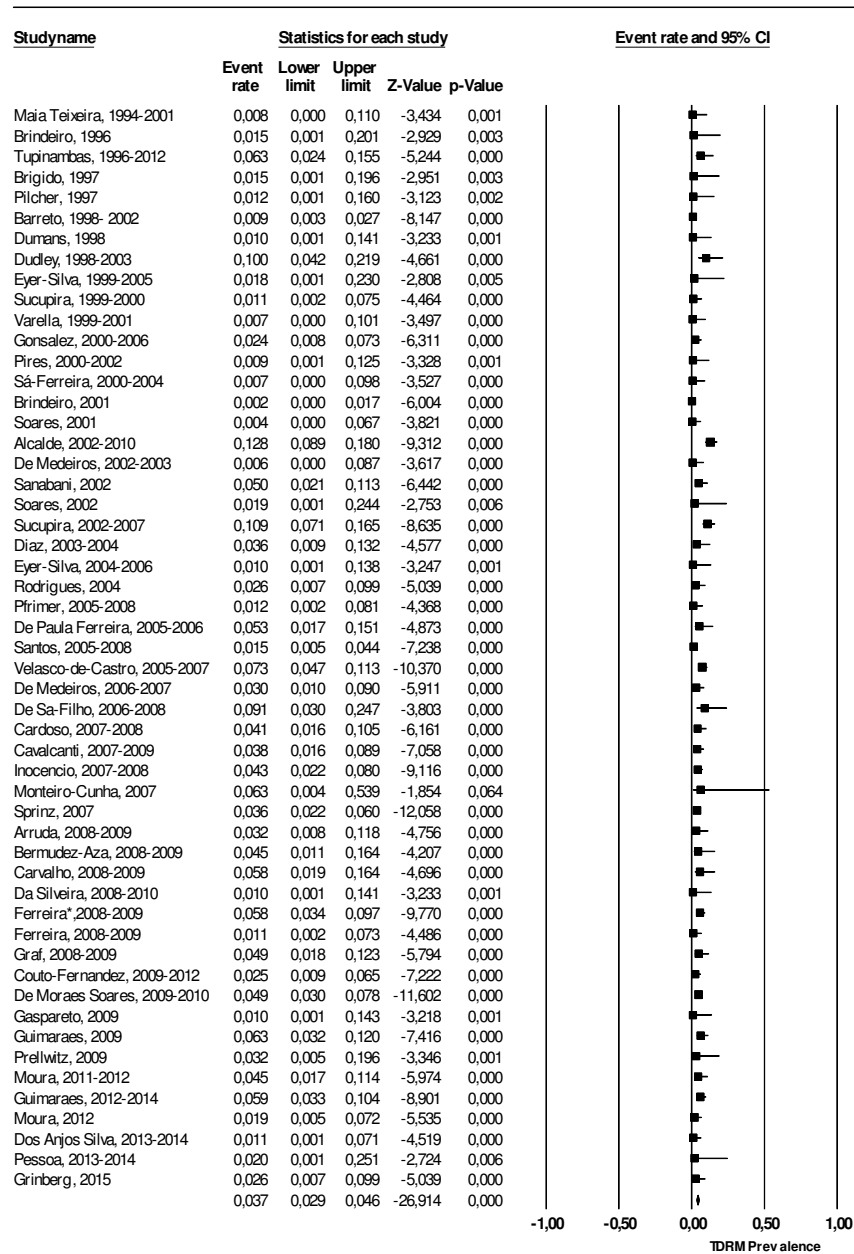 Studyname Statistics for each study Event rate and 95% CI
Event Lower Upper
rate limit limit Z-Value p-Value
Maia Teixeira, 1994-2001 0,008 0,000 0,110 -3,434 0,001
Brindeiro, 1996 0,015 0,001 0,201 -2,929 0,003
Tupinambas, 1996-2012 0,063 0,024 0,155 -5,244 0,000
Brigido, 1997 0,015 0,001 0,196 -2,951 0,003
Pilcher, 1997 0,012 0,001 0,160 -3,123 0,002
Barreto, 1998- 2002 0,009 0,003 0,027 -8,147 0,000
Dumans, 1998 0,010 0,001 0,141 -3,233 0,001
Dudley, 1998-2003 0,100 0,042 0,219 -4,661 0,000
Eyer-Silva, 1999-2005 0,018 0,001 0,230 -2,808 0,005
Sucupira, 1999-2000 0,011 0,002 0,075 -4,464 0,000
Varella, 1999-2001 0,007 0,000 0,101 -3,497 0,000
Gonsalez, 2000-2006 0,024 0,008 0,073 -6,311 0,000
Pires, 2000-2002 0,009 0,001 0,125 -3,328 0,001
Sá-Ferreira, 2000-2004 0,007 0,000 0,098 -3,527 0,000
Brindeiro, 2001 0,002 0,000 0,017 -6,004 0,000
Soares, 2001 0,004 0,000 0,067 -3,821 0,000
Alcalde, 2002-2010 0,128 0,089 0,180 -9,312 0,000
De Medeiros, 2002-2003 0,006 0,000 0,087 -3,617 0,000
Sanabani, 2002 0,050 0,021 0,113 -6,442 0,000
Soares, 2002 0,019 0,001 0,244 -2,753 0,006
Sucupira, 2002-2007 0,109 0,071 0,165 -8,635 0,000
Diaz, 2003-2004 0,036 0,009 0,132 -4,577 0,000
Eyer-Silva, 2004-2006 0,010 0,001 0,138 -3,247 0,001
Rodrigues, 2004 0,026 0,007 0,099 -5,039 0,000
Pfrimer, 2005-2008 0,012 0,002 0,081 -4,368 0,000
De Paula Ferreira, 2005-2006 0,053 0,017 0,151 -4,873 0,000
Santos, 2005-2008 0,015 0,005 0,044 -7,238 0,000
Velasco-de-Castro, 2005-2007 0,073 0,047 0,113 -10,370 0,000
De Medeiros, 2006-2007 0,030 0,010 0,090 -5,911 0,000
De Sa-Filho, 2006-2008 0,091 0,030 0,247 -3,803 0,000
Cardoso, 2007-2008 0,041 0,016 0,105 -6,161 0,000
Cavalcanti, 2007-2009 0,038 0,016 0,089 -7,058 0,000
Inocencio, 2007-2008 0,043 0,022 0,080 -9,116 0,000
Monteiro-Cunha, 2007 0,063 0,004 0,539 -1,854 0,064
Sprinz, 2007 0,036 0,022 0,060 -12,058 0,000
Arruda, 2008-2009 0,032 0,008 0,118 -4,756 0,000
Bermudez-Aza, 2008-2009 0,045 0,011 0,164 -4,207 0,000
Carvalho, 2008-2009 0,058 0,019 0,164 -4,696 0,000
Da Silveira, 2008-2010 0,010 0,001 0,141 -3,233 0,001
Ferreira*,2008-2009 0,058 0,034 0,097 -9,770 0,000
Ferreira, 2008-2009 0,011 0,002 0,073 -4,486 0,000
Graf, 2008-2009 0,049 0,018 0,123 -5,794 0,000
Couto-Fernandez, 2009-2012 0,025 0,009 0,065 -7,222 0,000
De Moraes Soares, 2009-2010 0,049 0,030 0,078 -11,602 0,000
Gaspareto, 2009 0,010 0,001 0,143 -3,218 0,001
Guimaraes, 2009 0,063 0,032 0,120 -7,416 0,000
Prellwitz, 2009 0,032 0,005 0,196 -3,346 0,001
Moura, 2011-2012 0,045 0,017 0,114 -5,974 0,000
Guimaraes, 2012-2014 0,059 0,033 0,104 -8,901 0,000
Moura, 2012 0,019 0,005 0,072 -5,535 0,000
Dos Anjos Silva, 2013-2014 0,011 0,001 0,071 -4,519 0,000
Pessoa, 2013-2014 0,020 0,001 0,251 -2,724 0,006
Grinberg, 2015 0,026 0,007 0,099 -5,039 0,000
0,037 0,029 0,046 -26,914 0,000
-1,00 -0,50 0,00 0,50 1,00
TDRM Prevalence